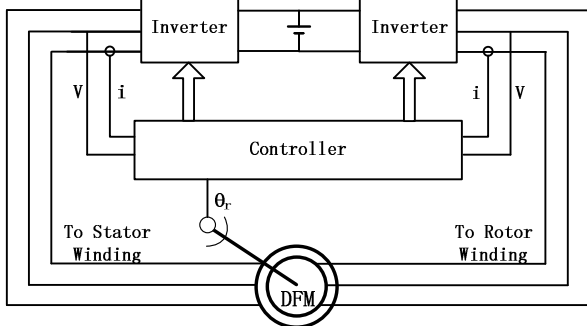 Inverter
Inverter
V
i
i
V
Controller
θr
To Stator
Winding
To Rotor
Winding
DFM